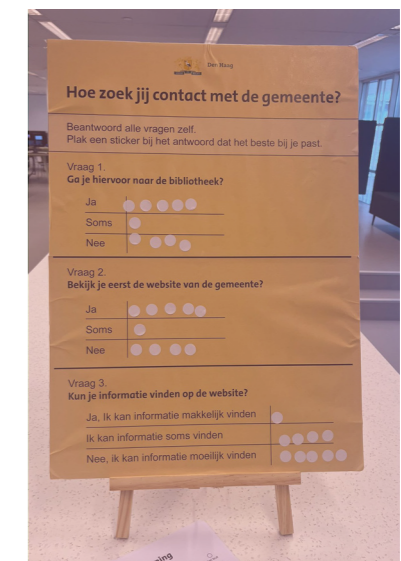 Den Haag
Hoe zoek jij contact met de gemeente?
Beantwoord alle vragen zelf.
Plak een sticker bij het antwoord dat het beste bij je past.
Vraag 1.
Ga je hiervoor naar de bibliotheek?
Ja
Soms
Nee
Vraag 2.
Bekijk je eerst de website van de gemeente?
Ja
Soms
Nee
Vraag 3.
Kun je informatie vinden op de website?
Ja, Ik kan informatie makkelijk vinden
Ik kan informatie soms vinden
Nee, ik kan informatie moeilijk vinden